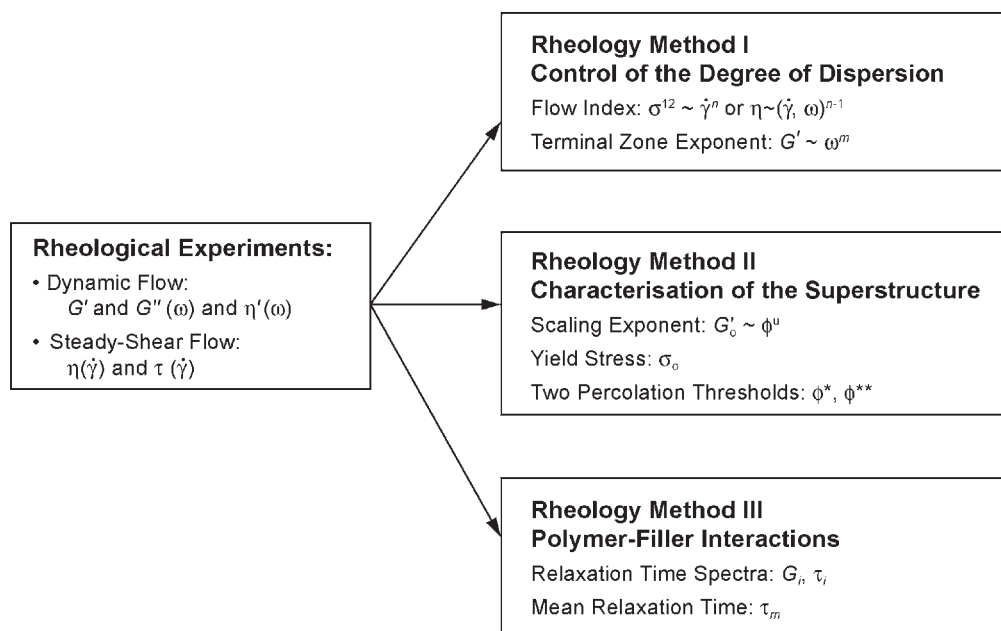 Rheological Experiments:
• Dynamic Flow:
G′ and G″ (ω) and η′(ω)
• Steady-Shear Flow:
η(γ̇) and τ (γ̇)
Rheology Method I
Control of the Degree of Dispersion
Flow Index: σ¹² ~ γ̇ⁿ or η~(γ̇, ω)ⁿ⁻¹
Terminal Zone Exponent: G′ ~ ωᵐ
Rheology Method II
Characterisation of the Superstructure
Scaling Exponent: G′ₒ ~ ϕᵘ
Yield Stress: σₒ
Two Percolation Thresholds: ϕ*, ϕ**
Rheology Method III
Polymer-Filler Interactions
Relaxation Time Spectra: Gᵢ, τᵢ
Mean Relaxation Time: τₘ